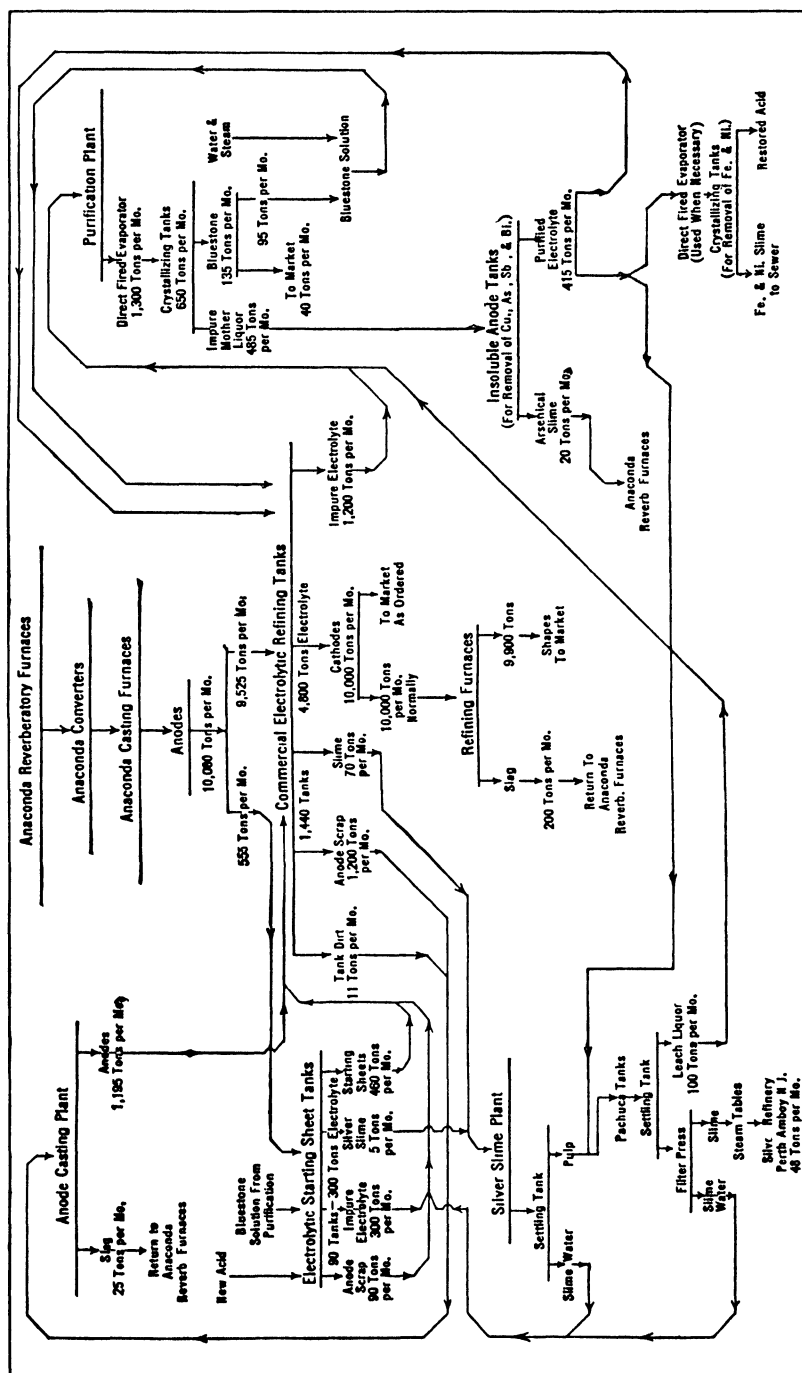 Anaconda Reverberatory Furnaces
Anaconda Converters
Anaconda Casting Furnaces
Anodes
10,080 Tons per Mo.
555 Tons per Mo.
9,525 Tons per Mo.
Anode Casting Plant
Slag
25 Tons per Mo.
Return to
Anaconda
Reverb Furnaces
Anodes
1,195 Tons per Mo.
New Acid
Bluestone
Solution From
Purification
Electrolytic Starting Sheet Tanks
90 Tanks-300 Tons Electrolyte
Anode
Scrap
90 Tons
per Mo.
Impure
Electrolyte
300 Tons
per Mo.
Silver
Slime
5 Tons
per Mo.
Starting
Sheets
460 Tons
per Mo.
Commercial Electrolytic Refining Tanks
1,440 Tanks
4,800 Tons Electrolyte
Tank Dirt
11 Tons per Mo.
Anode Scrap
1,200 Tons
per Mo.
Slime
70 Tons
per Mo.
Cathodes
10,000 Tons per Mo.
10,000 Tons
per Mo.
Normally
To Market
As Ordered
Impure Electrolyte
1,200 Tons per Mo.
Refining Furnaces
Slag
200 Tons per Mo.
Return To
Anaconda
Reverb. Furnaces
9,900 Tons
Shapes
To Market
Purification Plant
Direct Fired Evaporator
1,300 Tons per Mo.
Crystallizing Tanks
650 Tons per Mo.
Impure
Mother
Liquor
485 Tons
per Mo.
Bluestone
135 Tons per Mo.
To Market
40 Tons per Mo.
95 Tons per Mo.
Water &
Steam
Bluestone Solution
Insoluble Anode Tanks
(For Removal of Cu., As , Sb , & Bi.)
Arsenical
Slime
20 Tons per Mo.
Anaconda
Reverb Furnaces
Purified
Electrolyte
415 Tons per Mo.
Direct Fired Evaporator
(Used When Necessary)
Crystallizing Tanks
(For Removal of Fe. & Ni.)
Fe. & Ni. Slime
to Sewer
Restored Acid
Silver Slime Plant
Settling Tank
Slime Water
Pulp
Pachuca Tanks
Settling Tank
Filter Press
Leach Liquor
100 Tons per Mo.
Slime
Water
Slime
Steam Tables
Silvc Refinery
Perth Amboy N J.
46 Tons per Mo.